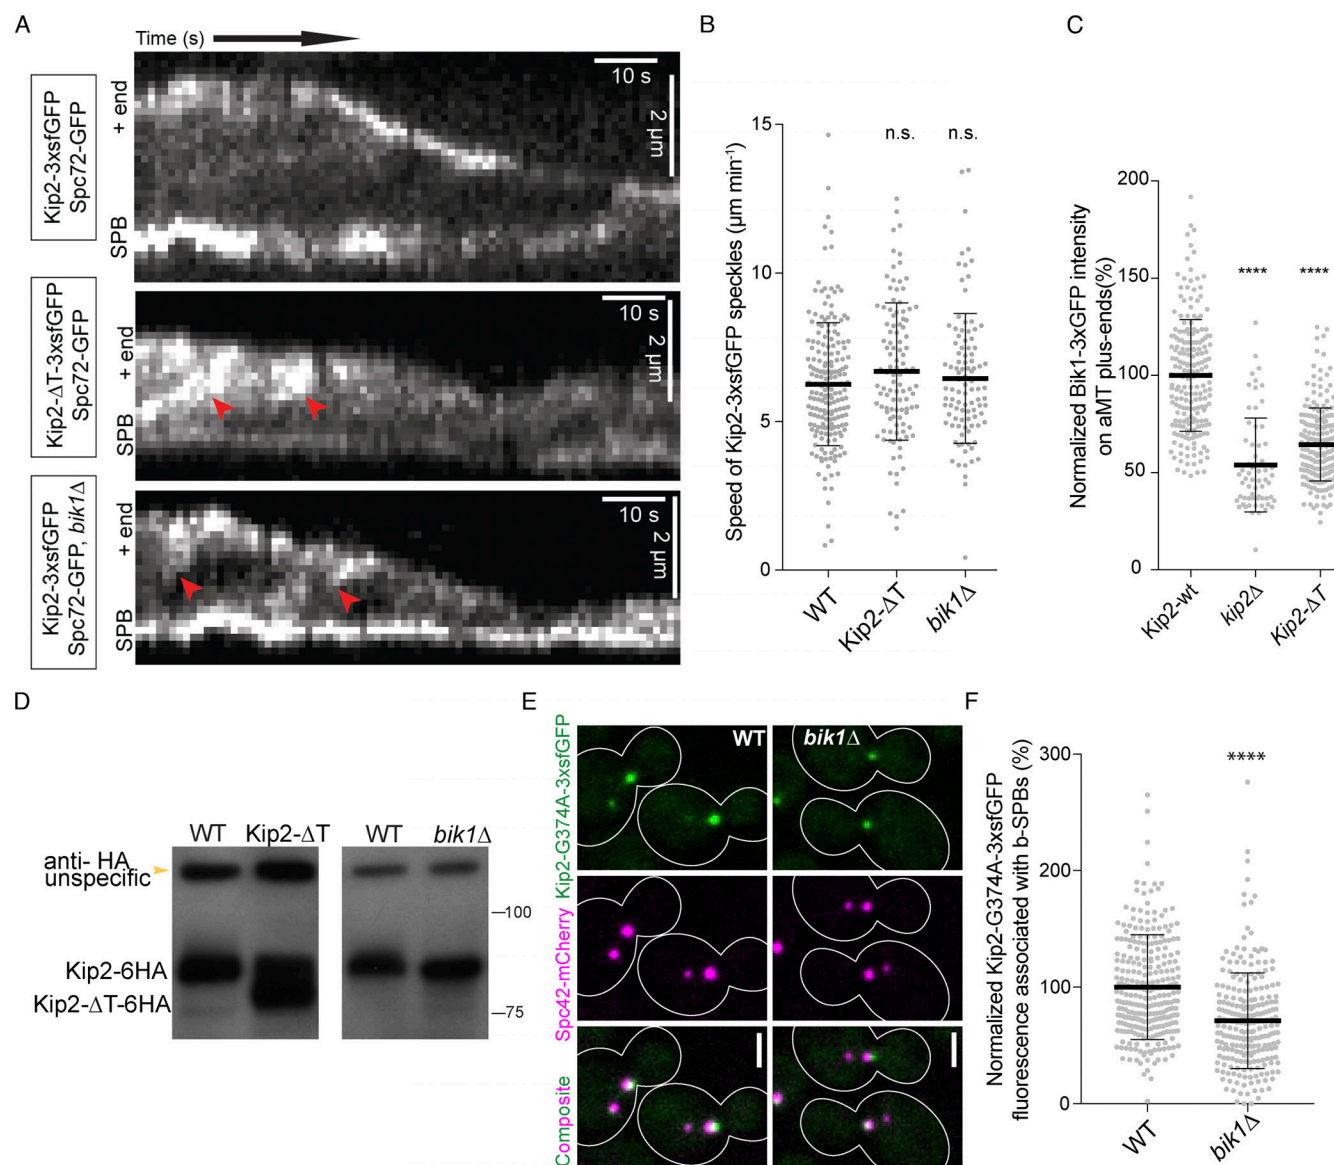 A
Time (s)
Kip2-3xsfGFP
Spc72-GFP
+ end
SPB
10 s
2 µm
Kip2-ΔT-3xsfGFP
Spc72-GFP
+ end
SPB
10 s
2 µm
Kip2-3xsfGFP
Spc72-GFP, bik1Δ
+ end
SPB
10 s
2 µm
B
Speed of Kip2-3xsfGFP speckles (µm min⁻¹)
15
10
5
0
n.s.
n.s.
WT
Kip2-ΔT
bik1Δ
C
Normalized Bik1-3xGFP intensity
on aMT plus-ends(%)
200
150
100
50
0
****
****
Kip2-wt
kip2Δ
Kip2-ΔT
D
WT
Kip2-ΔT
WT
bik1Δ
anti- HA
unspecific
Kip2-6HA
Kip2-ΔT-6HA
—100
—75
E
Kip2-G374A-3xsfGFP
Spc42-mCherry
Composite
WT
bik1Δ
F
Normalized Kip2-G374A-3xsfGFP
fluorescence associated with b-SPBs (%)
300
200
100
0
****
WT
bik1Δ